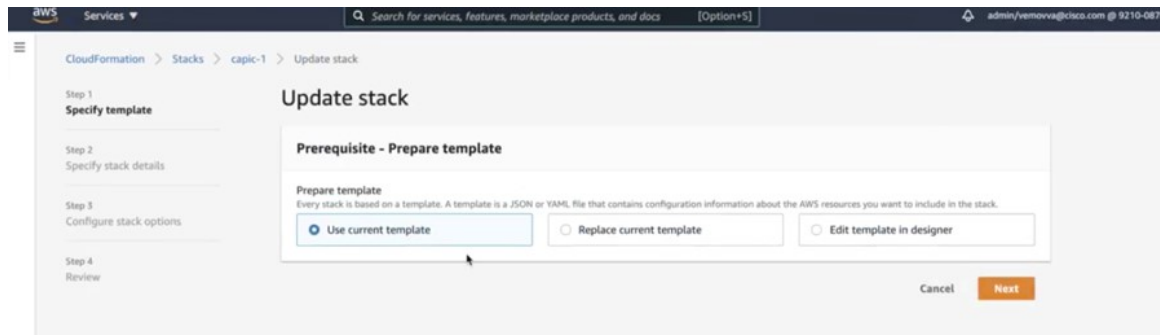 aws Services ▼ Search for services, features, marketplace products, and docs [Option+S] admin/vemovva@cisco.com @ 9210-087
CloudFormation > Stacks > capic-1 > Update stack
Step 1
Specify template
Step 2
Specify stack details
Step 3
Configure stack options
Step 4
Review
Update stack
Prerequisite - Prepare template
Prepare template
Every stack is based on a template. A template is a JSON or YAML file that contains configuration information about the AWS resources you want to include in the stack.
Use current template
Replace current template
Edit template in designer
Cancel
Next